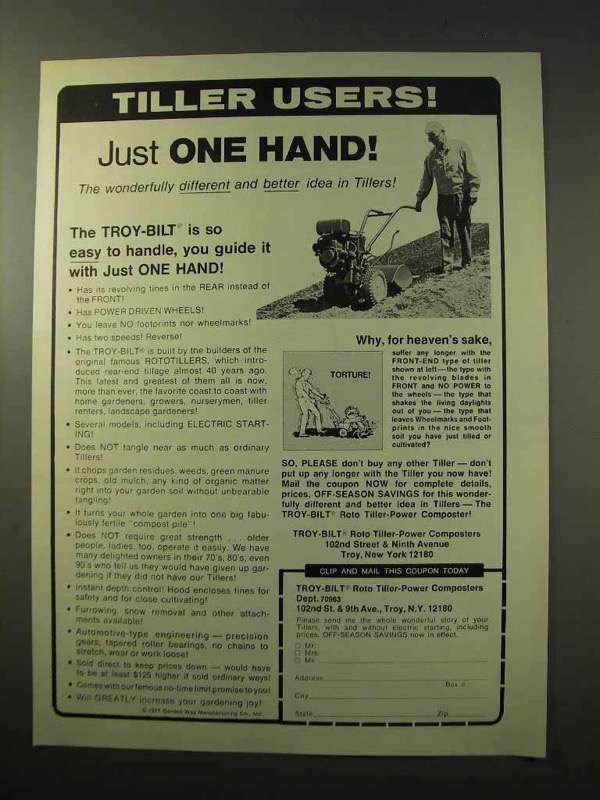 TILLER USERS!
Just ONE HAND!
The wonderfully different and better idea in Tillers!
The TROY-BILT® is so
easy to handle, you guide it
with Just ONE HAND!
• Has its revolving tines in the REAR instead of
the FRONT!
• Has POWER DRIVEN WHEELS!
• You leave NO footprints nor wheelmarks!
• Has two speeds! Reverse!
• The TROY-BILT® is built by the builders of the
original famous ROTOTILLERS, which intro-
duced rear-end tillage almost 40 years ago.
This latest and greatest of them all is now,
more than ever, the favorite coast to coast with
home gardeners, growers, nurserymen, tiller
renters, landscape gardeners!
• Several models, including ELECTRIC START-
ING!
• Does NOT tangle near as much as ordinary
Tillers!
• It chops garden residues, weeds, green manure
crops, old mulch, any kind of organic matter
right into your garden soil without unbearable
tangling!
• It turns your whole garden into one big fabu-
lously fertile "compost pile"!
• Does NOT require great strength . . . older
people, ladies, too, operate it easily. We have
many delighted owners in their 70's, 80's, even
90's who tell us they would have given up gar-
dening if they did not have our Tillers!
• Instant depth control! Hood encloses tines for
safety and for close cultivating!
• Furrowing, snow removal and other attach-
ments available!
• Automotive-type engineering — precision
gears, tapered roller bearings, no chains to
stretch, wear or work loose!
• Sold direct to keep prices down — would have
to be at least $125 higher if sold ordinary ways!
• Comes with our famous no-time limit promise to you!
• Will GREATLY increase your gardening joy!
© 1977 Garden Way Manufacturing Co., Inc.
TORTURE!
Why, for heaven's sake,
suffer any longer with the
FRONT-END type of tiller
shown at left — the type with
the revolving blades in
FRONT and NO POWER to
the wheels — the type that
shakes the living daylights
out of you — the type that
leaves Wheelmarks and Foot-
prints in the nice smooth
soil you have just tilled or
cultivated?
SO, PLEASE don't buy any other Tiller — don't
put up any longer with the Tiller you now have!
Mail the coupon NOW for complete details,
prices, OFF-SEASON SAVINGS for this wonder-
fully different and better idea in Tillers — The
TROY-BILT® Roto Tiller-Power Composter!
TROY-BILT® Roto Tiller-Power Composters
102nd Street & Ninth Avenue
Troy, New York 12180
CLIP AND MAIL THIS COUPON TODAY
TROY-BILT® Roto Tiller-Power Composters
Dept. 70963
102nd St. & 9th Ave., Troy, N.Y. 12180
Please send me the whole wonderful story of your
Tillers, with and without electric starting, including
prices, OFF-SEASON SAVINGS now in effect.
Mr.
Mrs.
Ms.
Address
Box #
City
State Zip